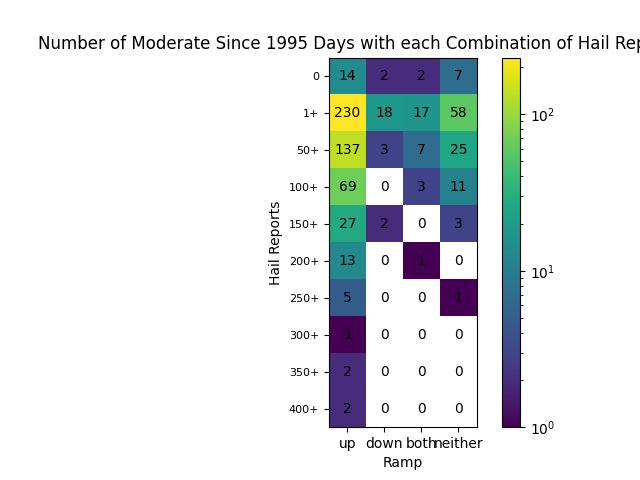 Number of Moderate Since 1995 Days with each Combination of Hail Rep
0 14 2 2 7
1+ 230 18 17 58
50+ 137 3 7 25
100+ 69 0 3 11
150+ 27 2 0 3
200+ 13 0 1 0
250+ 5 0 0 1
300+ 1 0 0 0
350+ 2 0 0 0
400+ 2 0 0 0
up down both neither
Ramp
Hail Reports
10²
10¹
10⁰